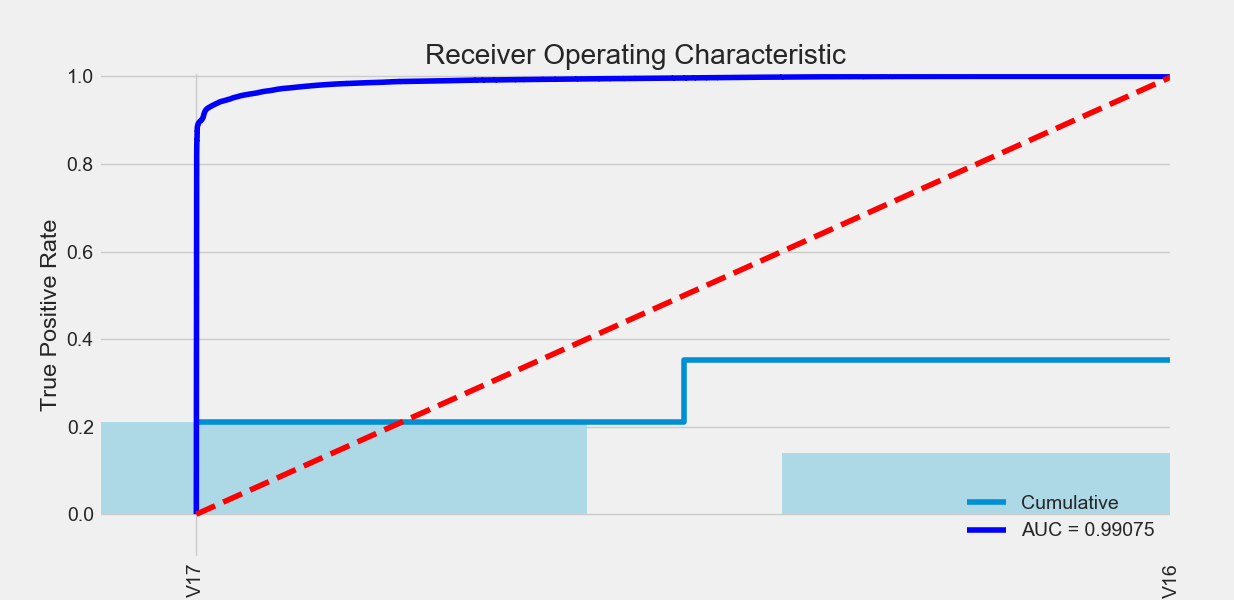 Receiver Operating Characteristic
1.0
0.8
0.6
0.4
0.2
0.0
True Positive Rate
Cumulative
AUC = 0.99075
V17
V16